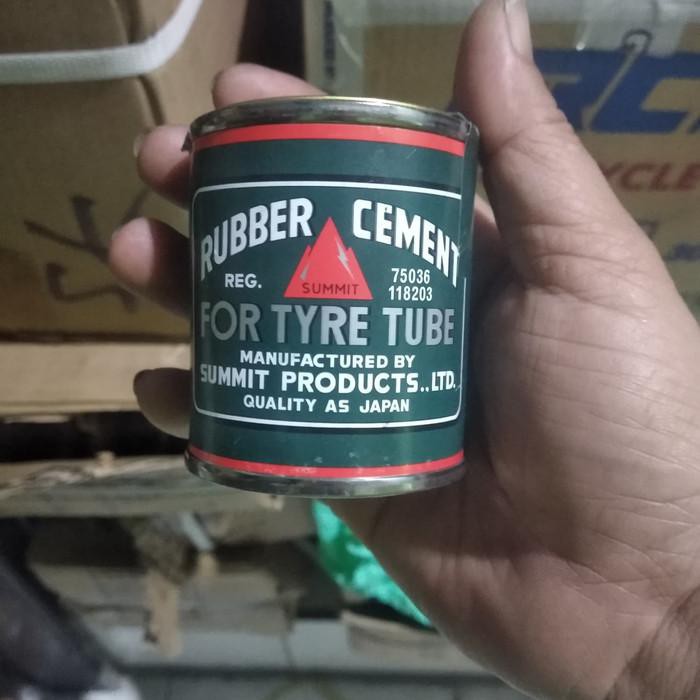 RUBBER CEMENT
REG.
SUMMIT
75036
118203
FOR TYRE TUBE
MANUFACTURED BY
SUMMIT PRODUCTS..LTD.
QUALITY AS JAPAN